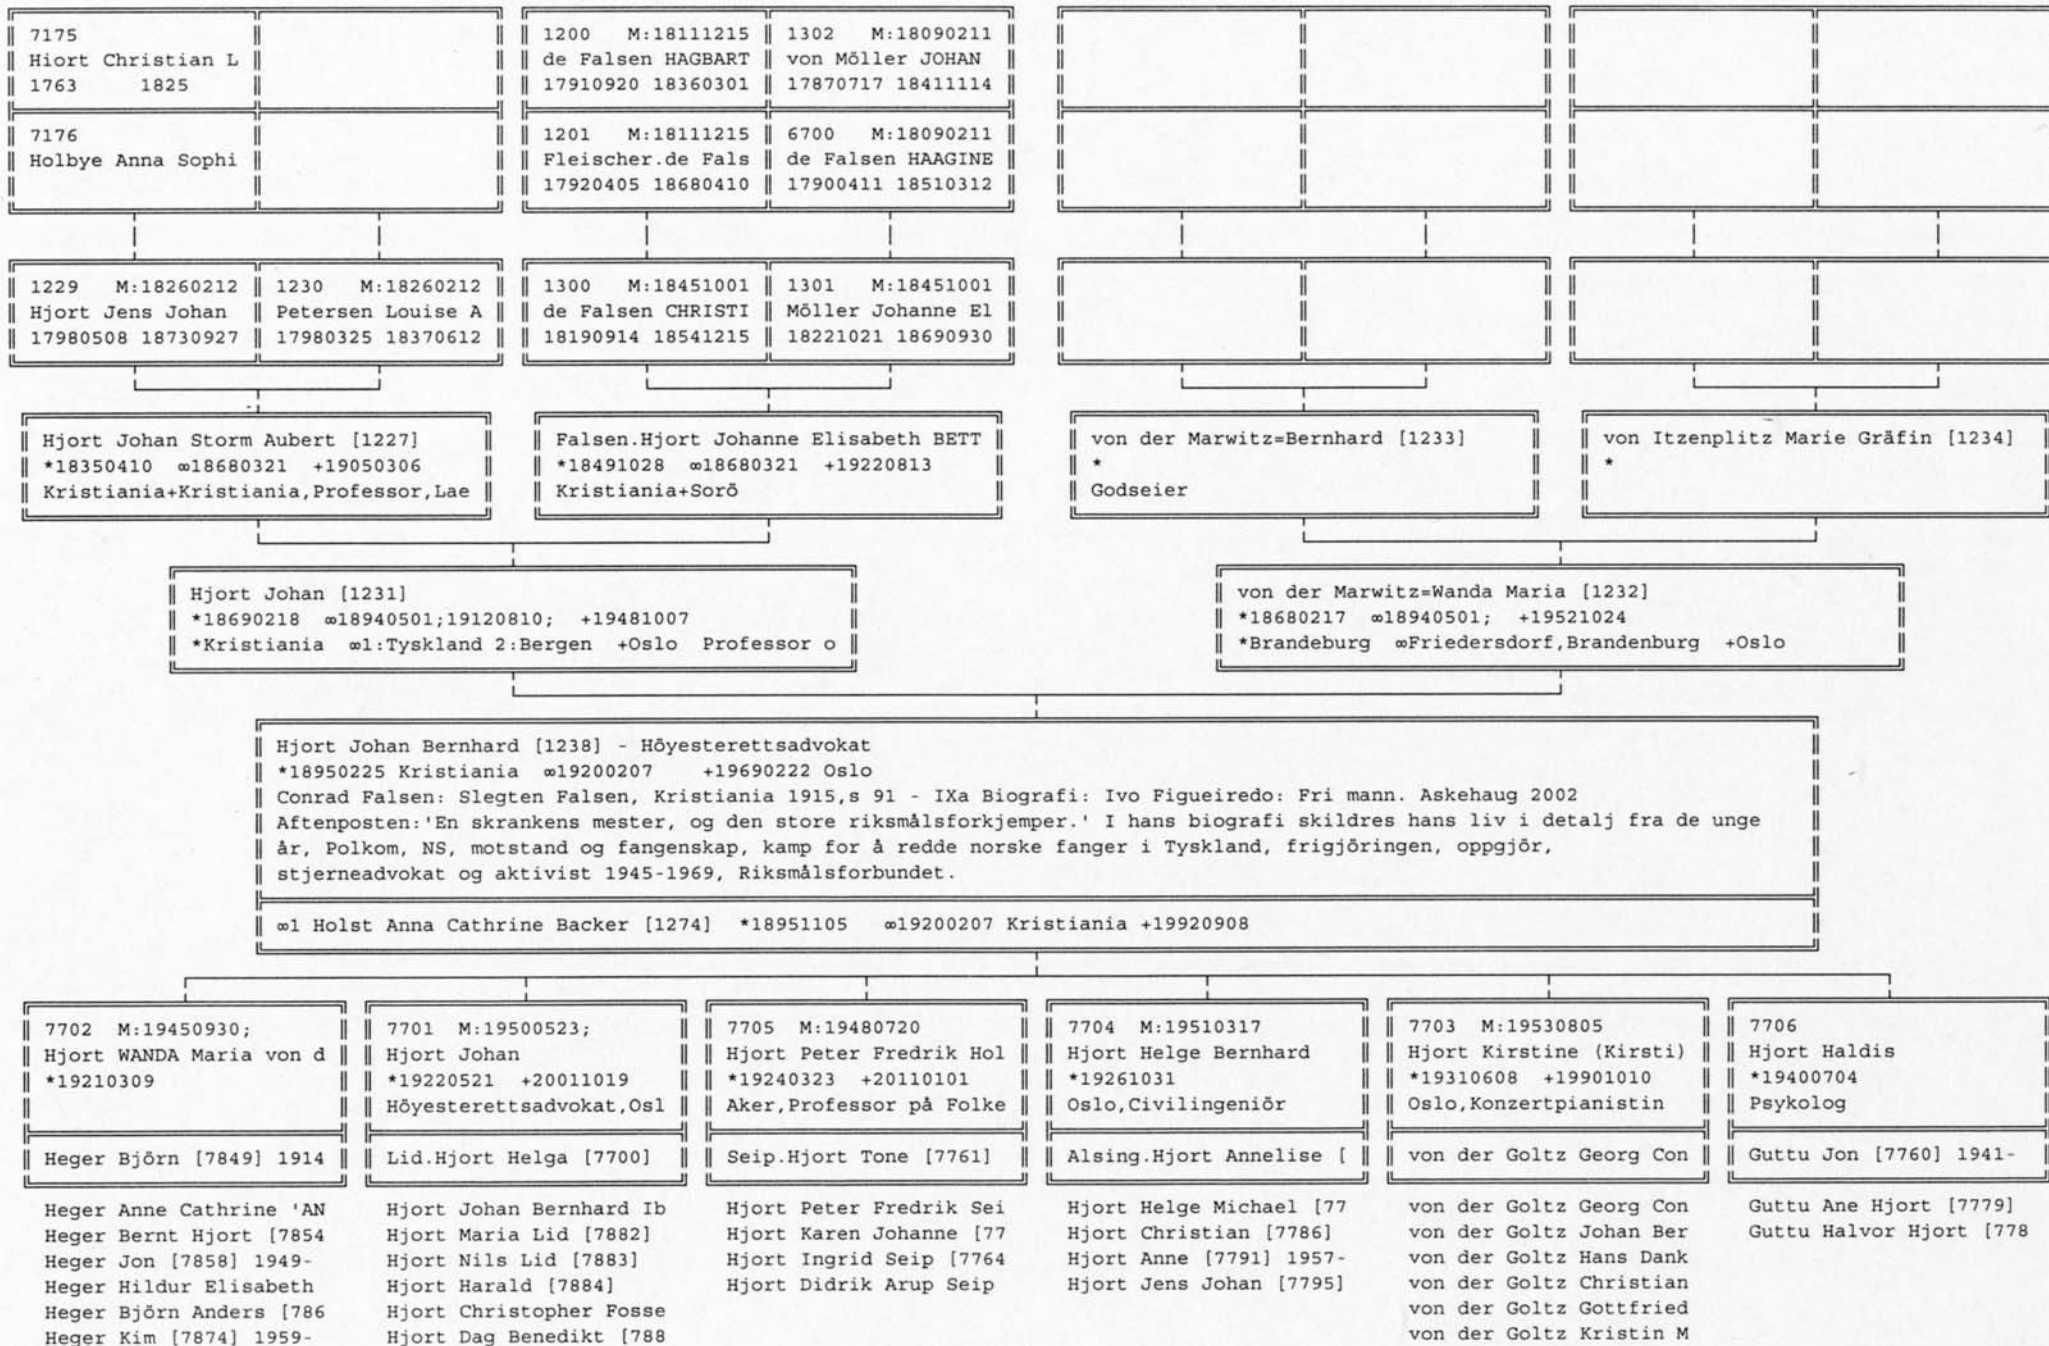 7175
Hiort Christian L
1763 1825
1200 M:18111215
de Falsen HAGBART
17910920 18360301
1302 M:18090211
von Möller JOHAN
17870717 18411114
7176
Holbye Anna Sophi
1201 M:18111215
Fleischer.de Fals
17920405 18680410
6700 M:18090211
de Falsen HAAGINE
17900411 18510312
1229 M:18260212
Hjort Jens Johan
17980508 18730927
1230 M:18260212
Petersen Louise A
17980325 18370612
1300 M:18451001
de Falsen CHRISTI
18190914 18541215
1301 M:18451001
Möller Johanne El
18221021 18690930
Hjort Johan Storm Aubert [1227]
*18350410 ∞18680321 +19050306
Kristiania+Kristiania,Professor,Lae
Falsen.Hjort Johanne Elisabeth BETT
*18491028 ∞18680321 +19220813
Kristiania+Sorö
von der Marwitz=Bernhard [1233]
*
Godseier
von Itzenplitz Marie Gräfin [1234]
*
Hjort Johan [1231]
*18690218 ∞18940501;19120810; +19481007
*Kristiania ∞1:Tyskland 2:Bergen +Oslo Professor o
von der Marwitz=Wanda Maria [1232]
*18680217 ∞18940501; +19521024
*Brandeburg ∞Friedersdorf,Brandenburg +Oslo
Hjort Johan Bernhard [1238] - Höyesterettsadvokat
*18950225 Kristiania ∞19200207 +19690222 Oslo
Conrad Falsen: Slegten Falsen, Kristiania 1915,s 91 - IXa Biografi: Ivo Figueiredo: Fri mann. Askehaug 2002
Aftenposten:'En skrankens mester, og den store riksmålsforkjemper.' I hans biografi skildres hans liv i detalj fra de unge
år, Polkom, NS, motstand og fangenskap, kamp for å redde norske fanger i Tyskland, frigjöringen, oppgjör,
stjerneadvokat og aktivist 1945-1969, Riksmålsforbundet.
∞1 Holst Anna Cathrine Backer [1274] *18951105 ∞19200207 Kristiania +19920908
7702 M:19450930;
Hjort WANDA Maria von d
*19210309
Heger Björn [7849] 1914
Heger Anne Cathrine 'AN
Heger Bernt Hjort [7854
Heger Jon [7858] 1949-
Heger Hildur Elisabeth
Heger Björn Anders [786
Heger Kim [7874] 1959-
7701 M:19500523;
Hjort Johan
*19220521 +20011019
Höyesterettsadvokat,Osl
Lid.Hjort Helga [7700]
Hjort Johan Bernhard Ib
Hjort Maria Lid [7882]
Hjort Nils Lid [7883]
Hjort Harald [7884]
Hjort Christopher Fosse
Hjort Dag Benedikt [788
7705 M:19480720
Hjort Peter Fredrik Hol
*19240323 +20110101
Aker,Professor på Folke
Seip.Hjort Tone [7761]
Hjort Peter Fredrik Sei
Hjort Karen Johanne [77
Hjort Ingrid Seip [7764
Hjort Didrik Arup Seip
7704 M:19510317
Hjort Helge Bernhard
*19261031
Oslo,Civilingeniör
Alsing.Hjort Annelise [
Hjort Helge Michael [77
Hjort Christian [7786]
Hjort Anne [7791] 1957-
Hjort Jens Johan [7795]
7703 M:19530805
Hjort Kirstine (Kirsti)
*19310608 +19901010
Oslo,Konzertpianistin
von der Goltz Georg Con
von der Goltz Georg Con
von der Goltz Johan Ber
von der Goltz Hans Dank
von der Goltz Christian
von der Goltz Gottfried
von der Goltz Kristin M
7706
Hjort Haldis
*19400704
Psykolog
Guttu Jon [7760] 1941-
Guttu Ane Hjort [7779]
Guttu Halvor Hjort [778